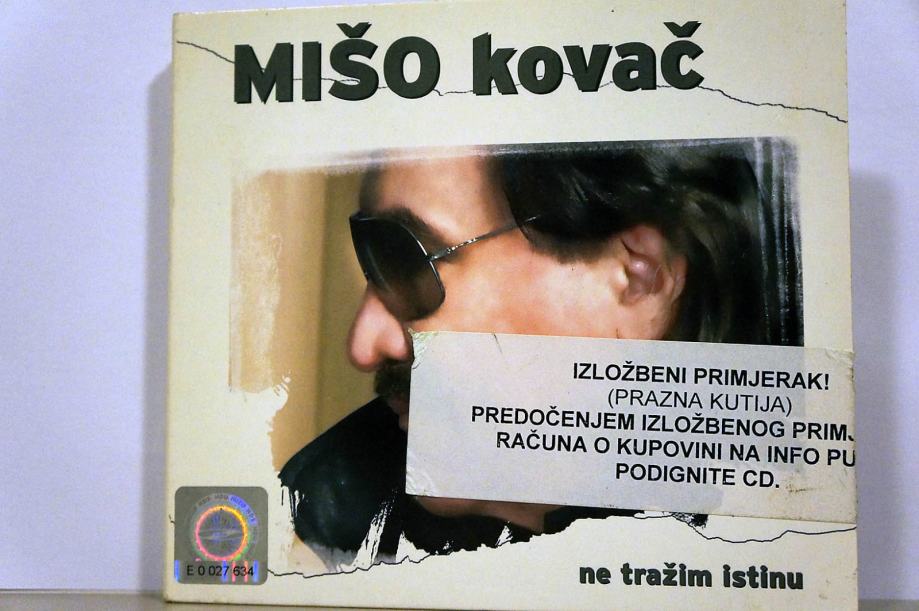 MIŠO kovač
IZLOŽBENI PRIMJERAK!
(PRAZNA KUTIJA)
PREDOČENJEM IZLOŽBENOG PRIMJ
RAČUNA O KUPOVINI NA INFO PU
PODIGNITE CD.
E 0 027 634
ne tražim istinu